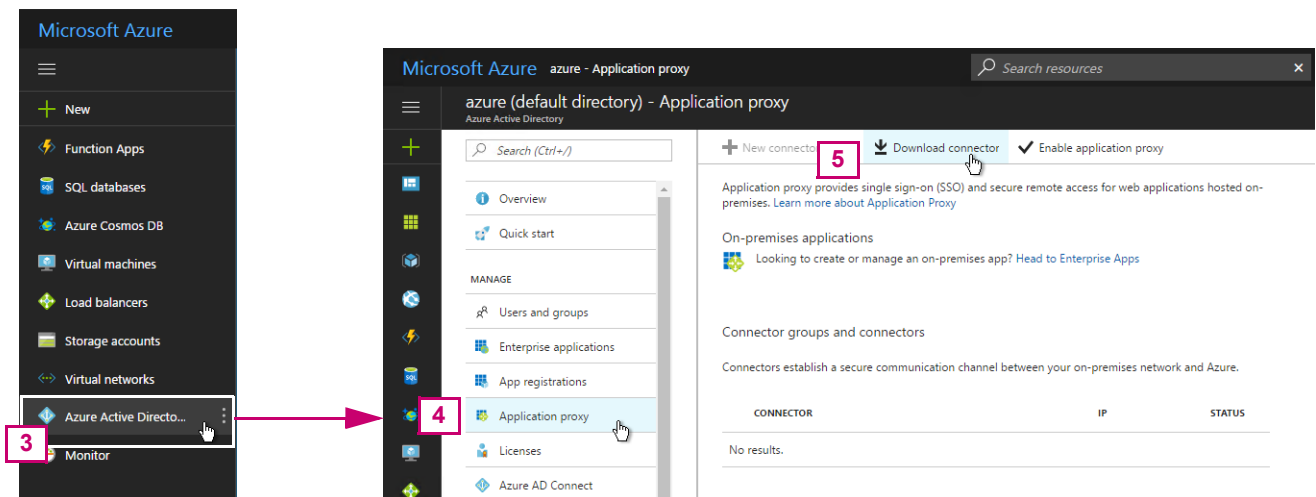 Microsoft Azure
New
Function Apps
SQL databases
Azure Cosmos DB
Virtual machines
Load balancers
Storage accounts
Virtual networks
Azure Active Directo...
3
Monitor
Microsoft Azure azure - Application proxy
Search resources
azure (default directory) - Application proxy
Azure Active Directory
Search (Ctrl+/)
Overview
Quick start
MANAGE
Users and groups
Enterprise applications
App registrations
4
Application proxy
Licenses
Azure AD Connect
New connecto
5
Download connector
Enable application proxy
Application proxy provides single sign-on (SSO) and secure remote access for web applications hosted on-
premises. Learn more about Application Proxy
On-premises applications
Looking to create or manage an on-premises app? Head to Enterprise Apps
Connector groups and connectors
Connectors establish a secure communication channel between your on-premises network and Azure.
CONNECTOR IP STATUS
No results.